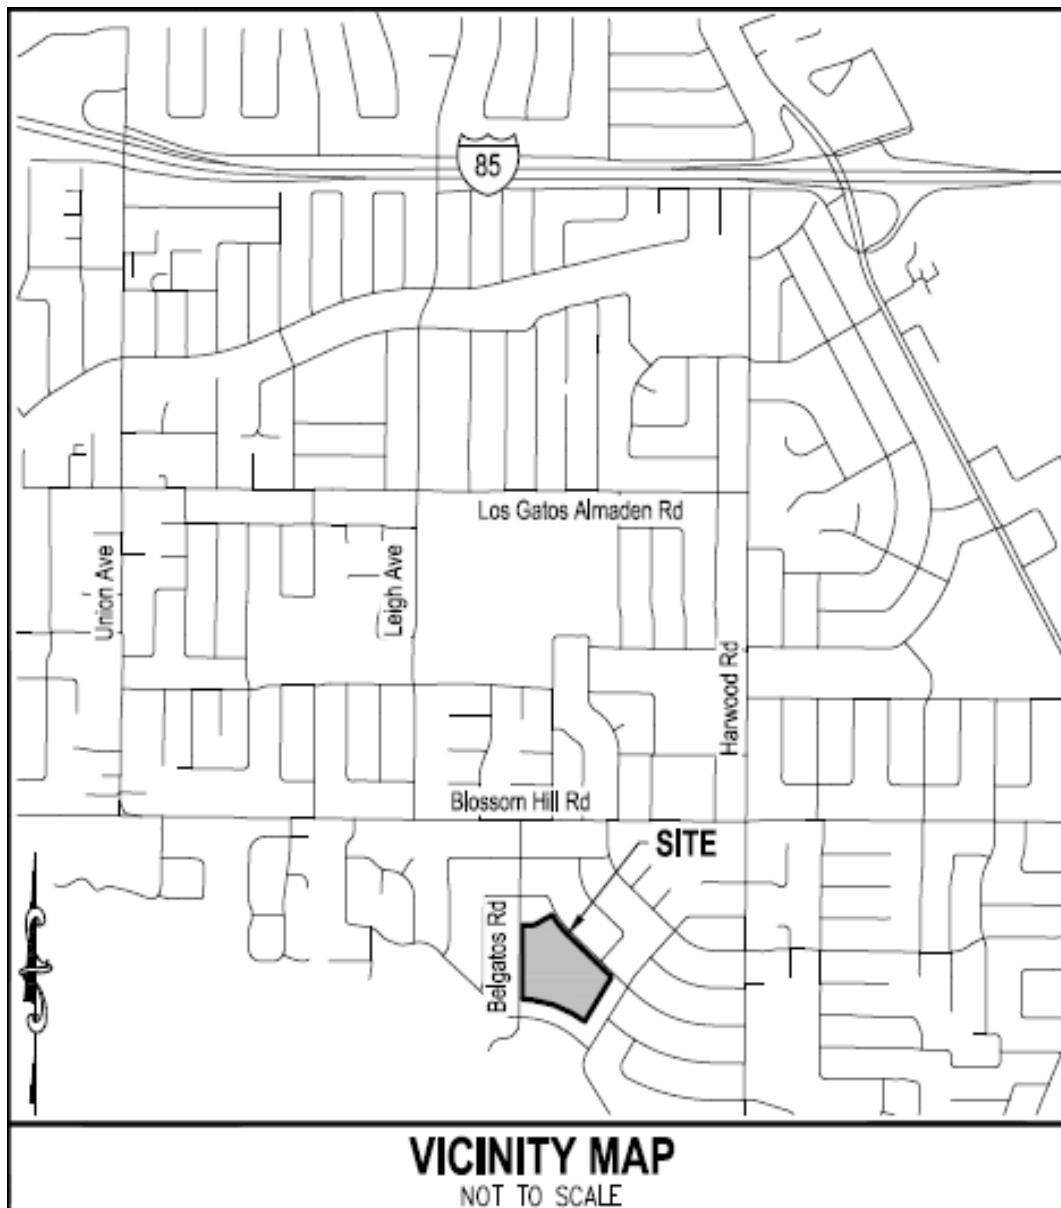 85
Los Gatos Almaden Rd
Union Ave
Leigh Ave
Harwood Rd
Blossom Hill Rd
SITE
Belgatos Rd
VICINITY MAP
NOT TO SCALE